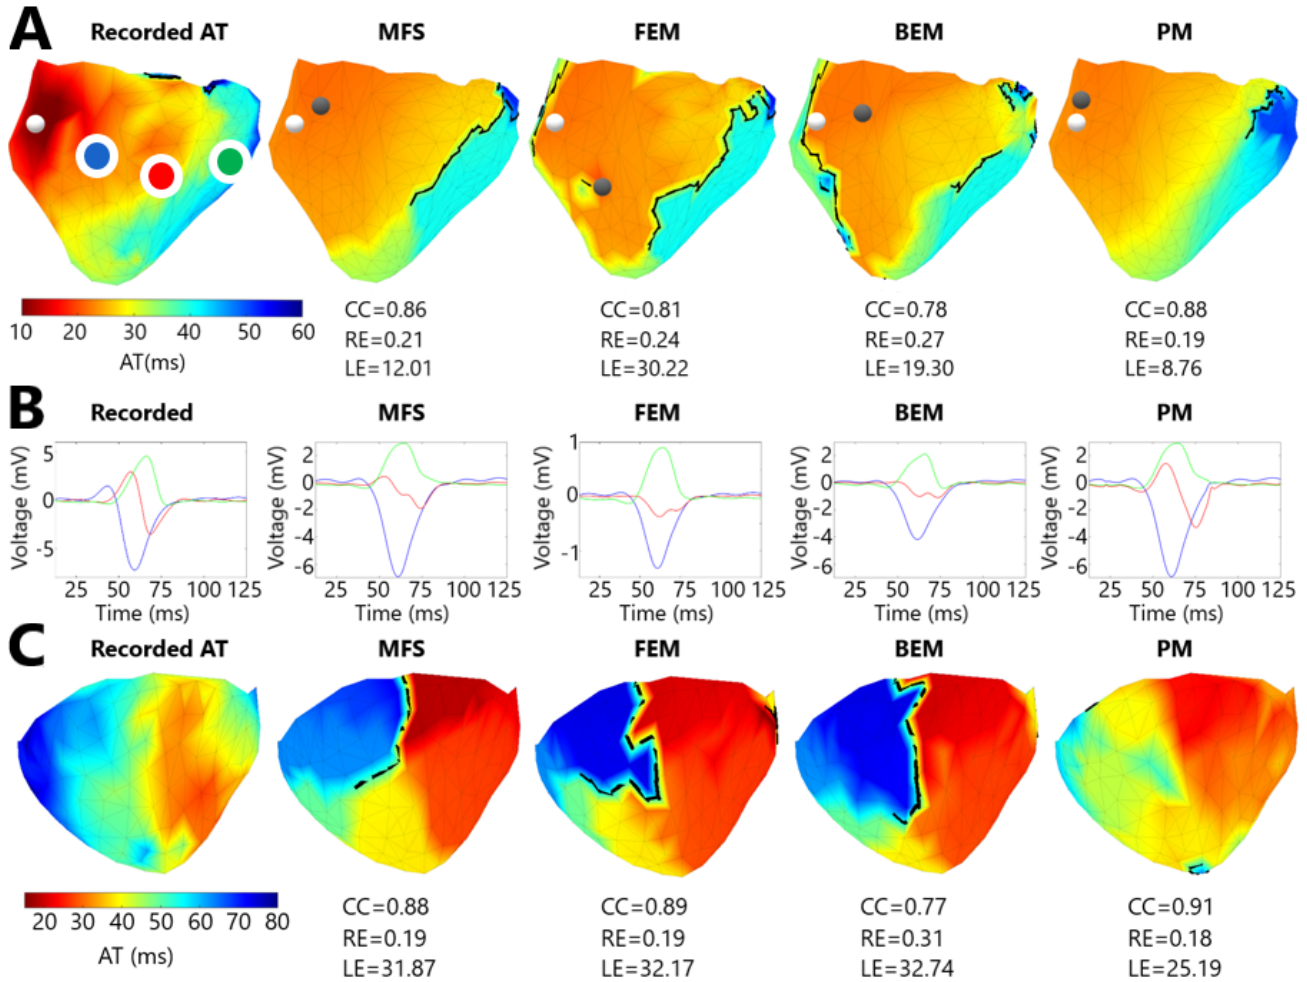 A
Recorded AT MFS FEM BEM PM
10 20 30 40 50 60
AT(ms)
CC=0.86 CC=0.81 CC=0.78 CC=0.88
RE=0.21 RE=0.24 RE=0.27 RE=0.19
LE=12.01 LE=30.22 LE=19.30 LE=8.76
B
Recorded MFS FEM BEM PM
Voltage (mV) 5 0 -5
Voltage (mV) 2 0 -2 -4 -6
Voltage (mV) 1 0 -1
Voltage (mV) 2 0 -2 -4 -6
Voltage (mV) 2 0 -2 -4 -6
25 50 75 100 125 25 50 75 100 125 25 50 75 100 125 25 50 75 100 125 25 50 75 100 125
Time (ms) Time (ms) Time (ms) Time (ms) Time (ms)
C
Recorded AT MFS FEM BEM PM
20 30 40 50 60 70 80
AT (ms)
CC=0.88 CC=0.89 CC=0.77 CC=0.91
RE=0.19 RE=0.19 RE=0.31 RE=0.18
LE=31.87 LE=32.17 LE=32.74 LE=25.19